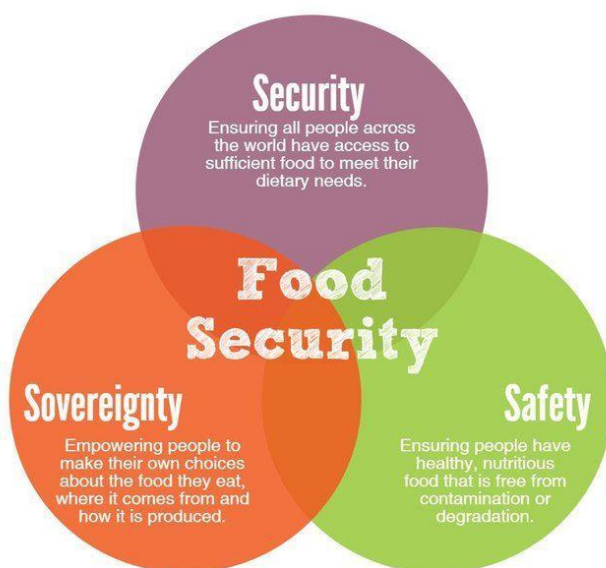 Security
Ensuring all people across
the world have access to
sufficient food to meet their
dietary needs.
Food
Security
Sovereignty
Empowering people to
make their own choices
about the food they eat,
where it comes from and
how it is produced.
Safety
Ensuring people have
healthy, nutritious
food that is free from
contamination or
degradation.